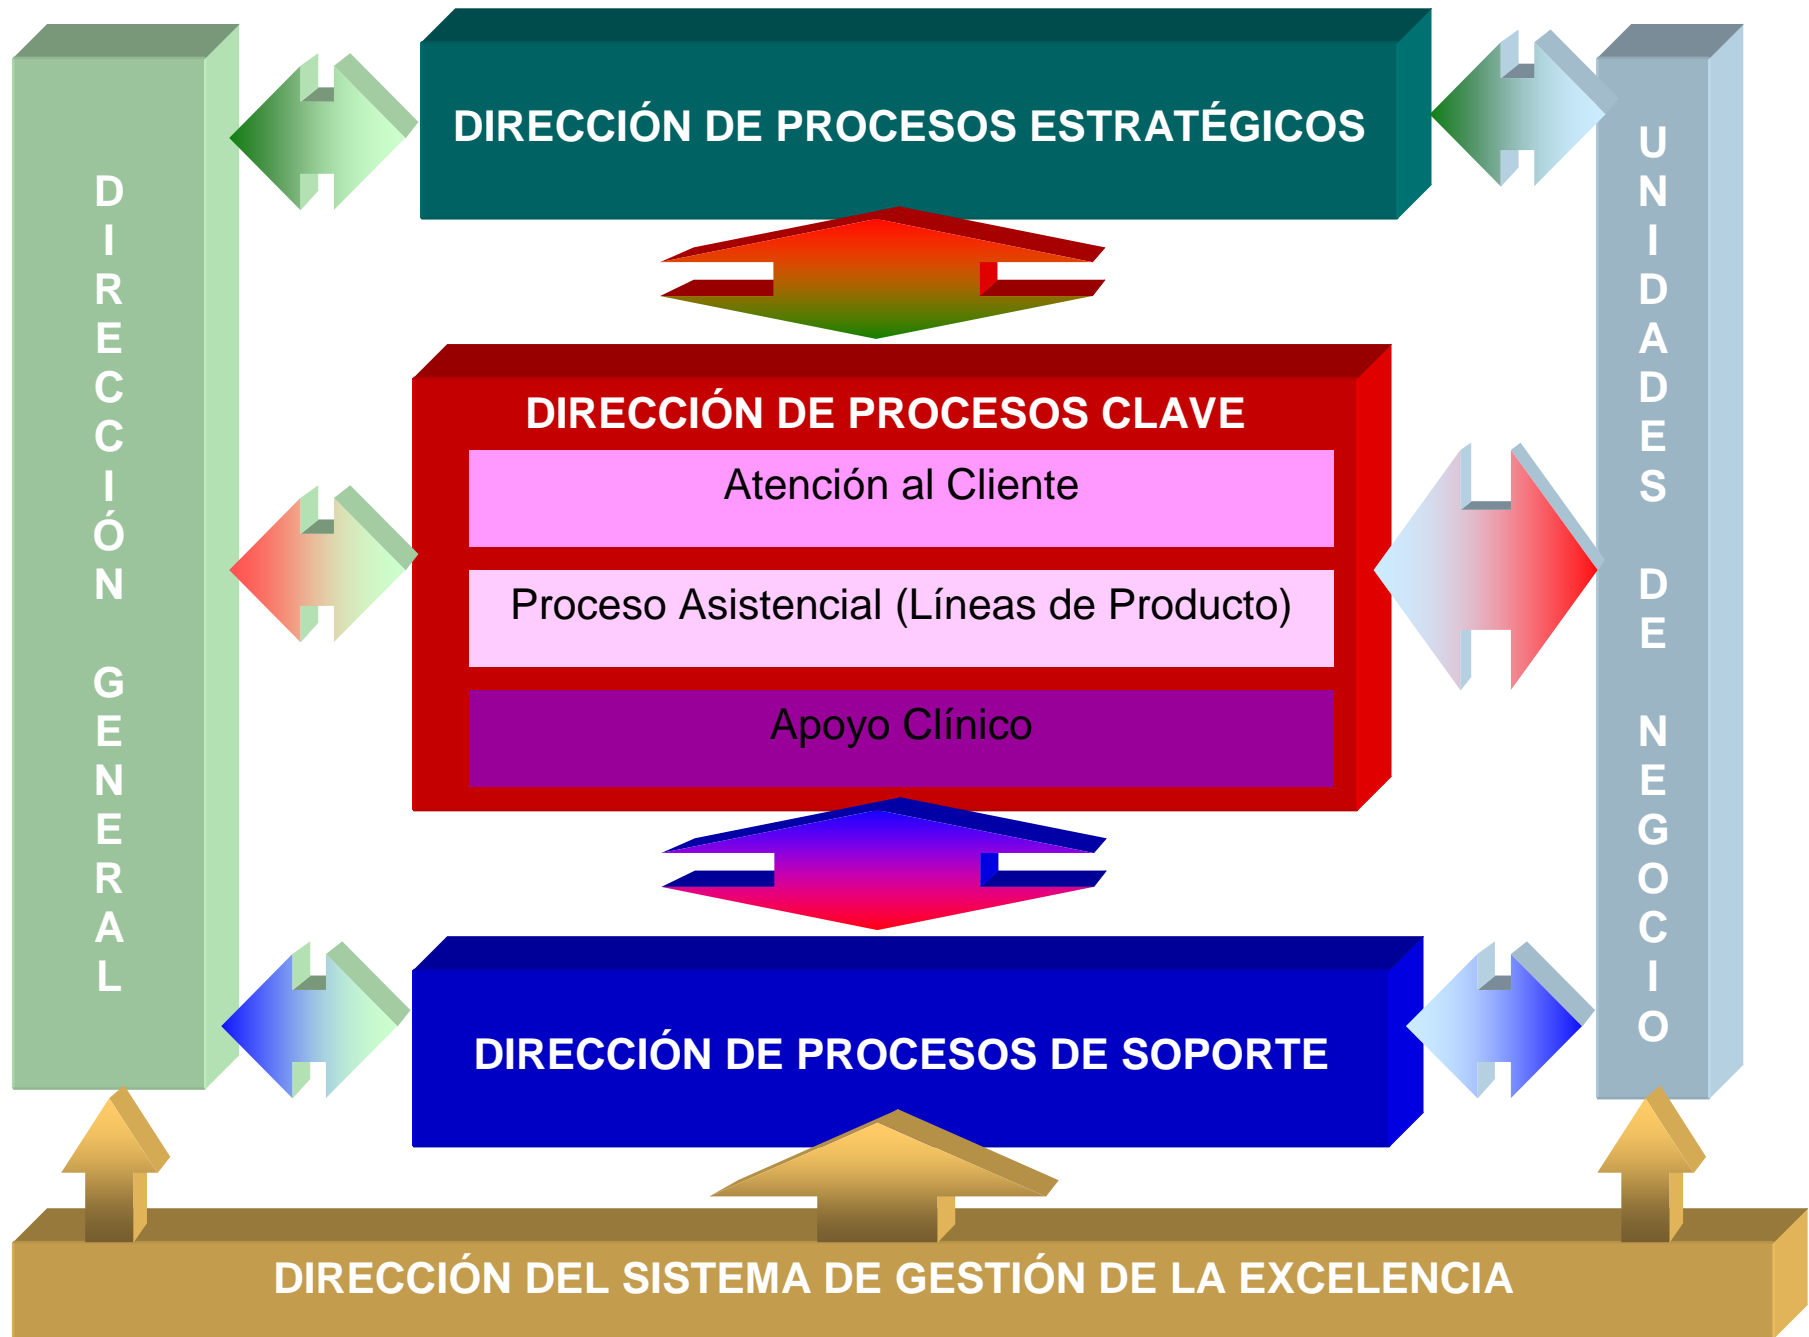 DIRECCIÓN DE PROCESOS ESTRATÉGICOS
DIRECCIÓN GENERAL
UNIDADES DE NEGOCIO
DIRECCIÓN DE PROCESOS CLAVE
Atención al Cliente
Proceso Asistencial (Líneas de Producto)
Apoyo Clínico
DIRECCIÓN DE PROCESOS DE SOPORTE
DIRECCIÓN DEL SISTEMA DE GESTIÓN DE LA EXCELENCIA